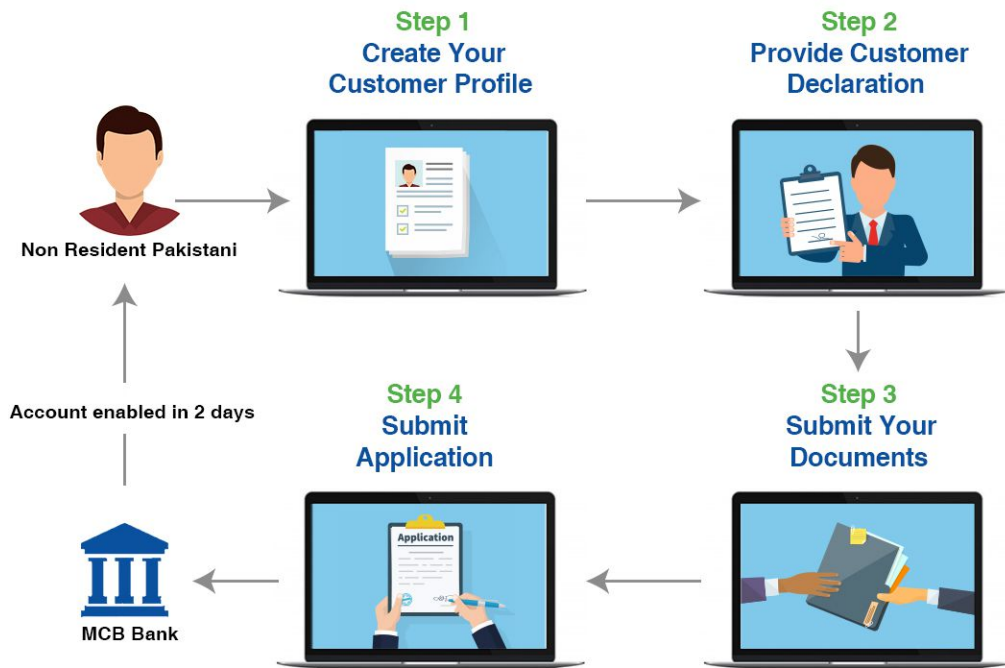 Step 1
Create Your
Customer Profile
Step 2
Provide Customer
Declaration
Non Resident Pakistani
Account enabled in 2 days
Step 4
Submit
Application
Step 3
Submit Your
Documents
Application
MCB Bank